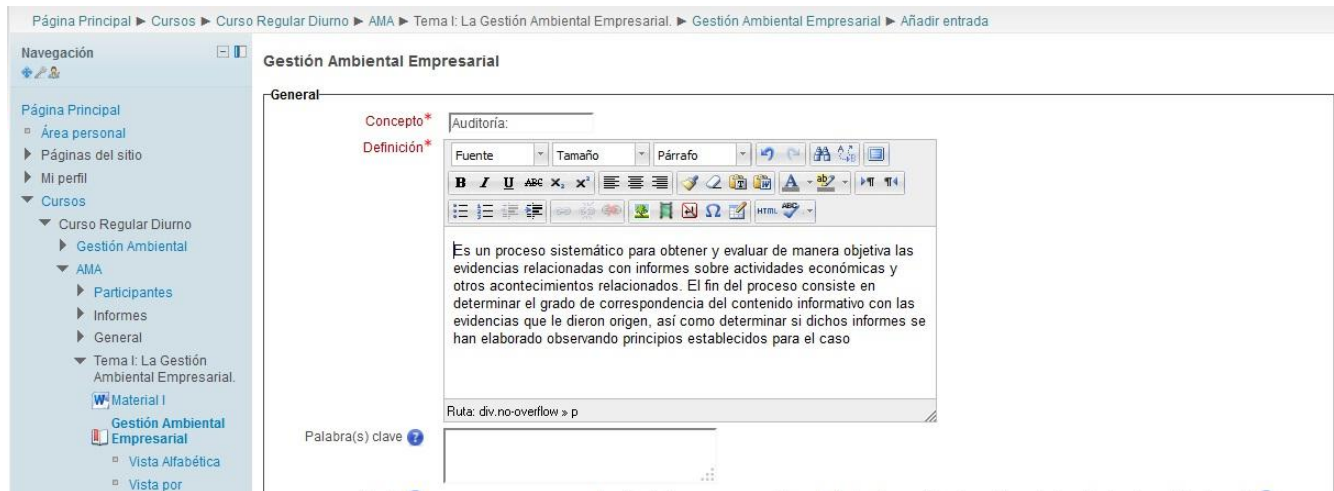 Página Principal ► Cursos ► Curso Regular Diurno ► AMA ► Tema I: La Gestión Ambiental Empresarial. ► Gestión Ambiental Empresarial ► Añadir entrada
Navegación
Página Principal
Área personal
Páginas del sitio
Mi perfil
Cursos
Curso Regular Diurno
Gestión Ambiental
AMA
Participantes
Informes
General
Tema I: La Gestión
Ambiental Empresarial.
Material I
Gestión Ambiental
Empresarial
Vista Alfabética
Vista por
Gestión Ambiental Empresarial
General
Concepto*
Auditoría:
Definición*
Fuente Tamaño Párrafo
B I U ABC X₂ X² A ab
Ω HTML ABC
Es un proceso sistemático para obtener y evaluar de manera objetiva las
evidencias relacionadas con informes sobre actividades económicas y
otros acontecimientos relacionados. El fin del proceso consiste en
determinar el grado de correspondencia del contenido informativo con las
evidencias que le dieron origen, así como determinar si dichos informes se
han elaborado observando principios establecidos para el caso
Ruta: div.no-overflow » p
Palabra(s) clave